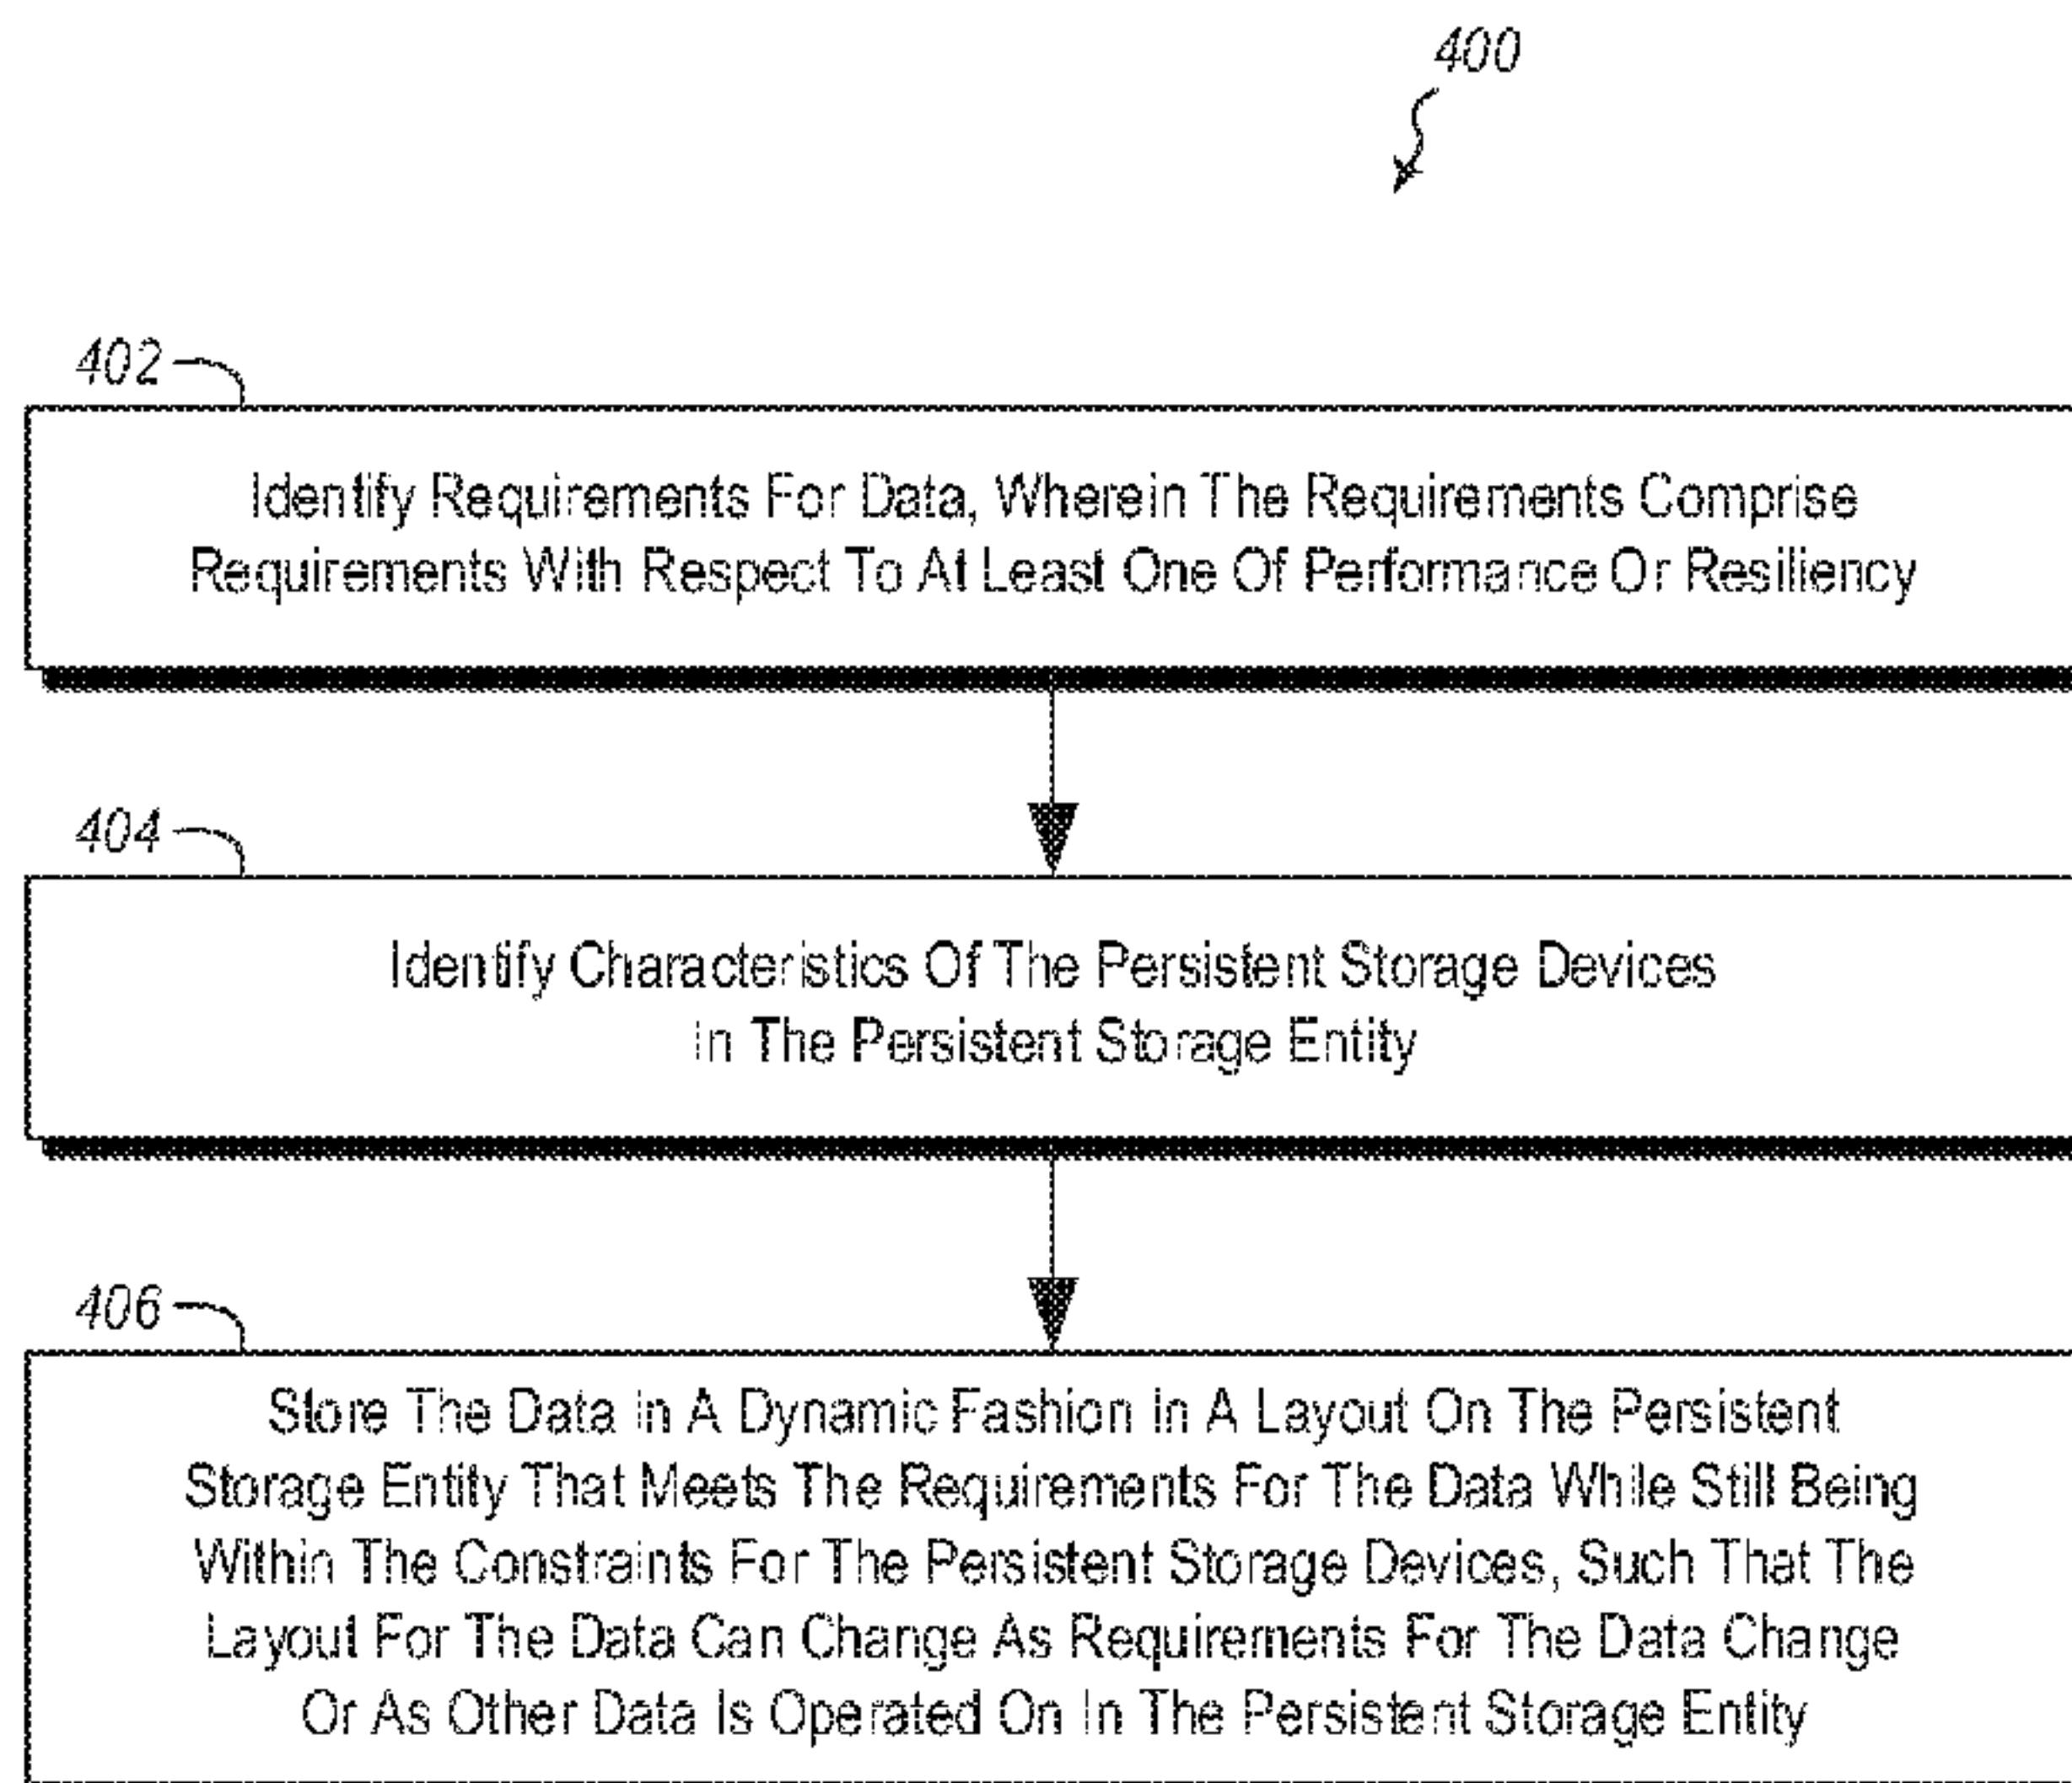 400
402
Identify Requirements For Data, Wherein The Requirements Comprise
Requirements With Respect To At Least One Of Performance Or Resiliency
404
Identify Characteristics Of The Persistent Storage Devices
In The Persistent Storage Entity
406
Store The Data In A Dynamic Fashion In A Layout On The Persistent
Storage Entity That Meets The Requirements For The Data While Still Being
Within The Constraints For The Persistent Storage Devices, Such That The
Layout For The Data Can Change As Requirements For The Data Change
Or As Other Data Is Operated On In The Persistent Storage Entity